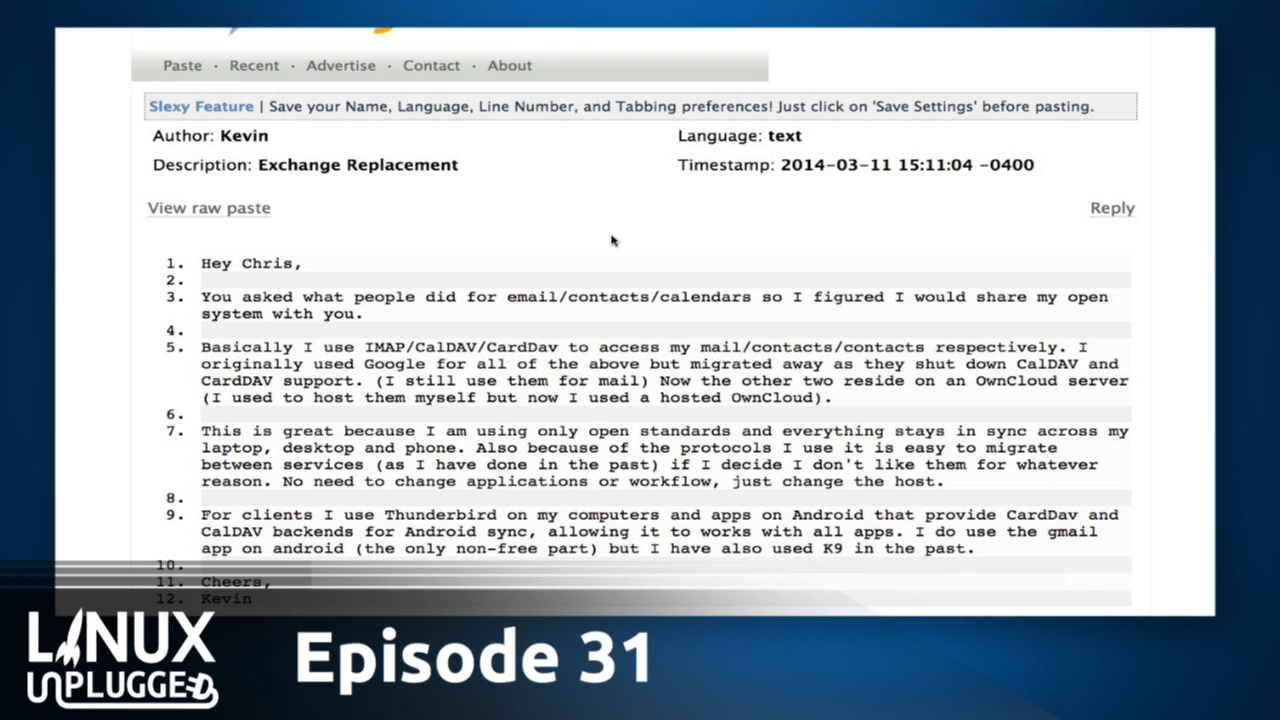 Paste · Recent · Advertise · Contact · About
Slexy Feature | Save your Name, Language, Line Number, and Tabbing preferences! Just click on 'Save Settings' before pasting.
Author: Kevin Language: text
Description: Exchange Replacement Timestamp: 2014-03-11 15:11:04 -0400
View raw paste Reply
1. Hey Chris,
2.
3. You asked what people did for email/contacts/calendars so I figured I would share my open
system with you.
4.
5. Basically I use IMAP/CalDAV/CardDav to access my mail/contacts/contacts respectively. I
originally used Google for all of the above but migrated away as they shut down CalDAV and
CardDAV support. (I still use them for mail) Now the other two reside on an OwnCloud server
(I used to host them myself but now I used a hosted OwnCloud).
6.
7. This is great because I am using only open standards and everything stays in sync across my
laptop, desktop and phone. Also because of the protocols I use it is easy to migrate
between services (as I have done in the past) if I decide I don't like them for whatever
reason. No need to change applications or workflow, just change the host.
8.
9. For clients I use Thunderbird on my computers and apps on Android that provide CardDav and
CalDAV backends for Android sync, allowing it to works with all apps. I do use the gmail
app on android (the only non-free part) but I have also used K9 in the past.
10.
11. Cheers,
12. Kevin
LINUX
UNPLUGGED
Episode 31